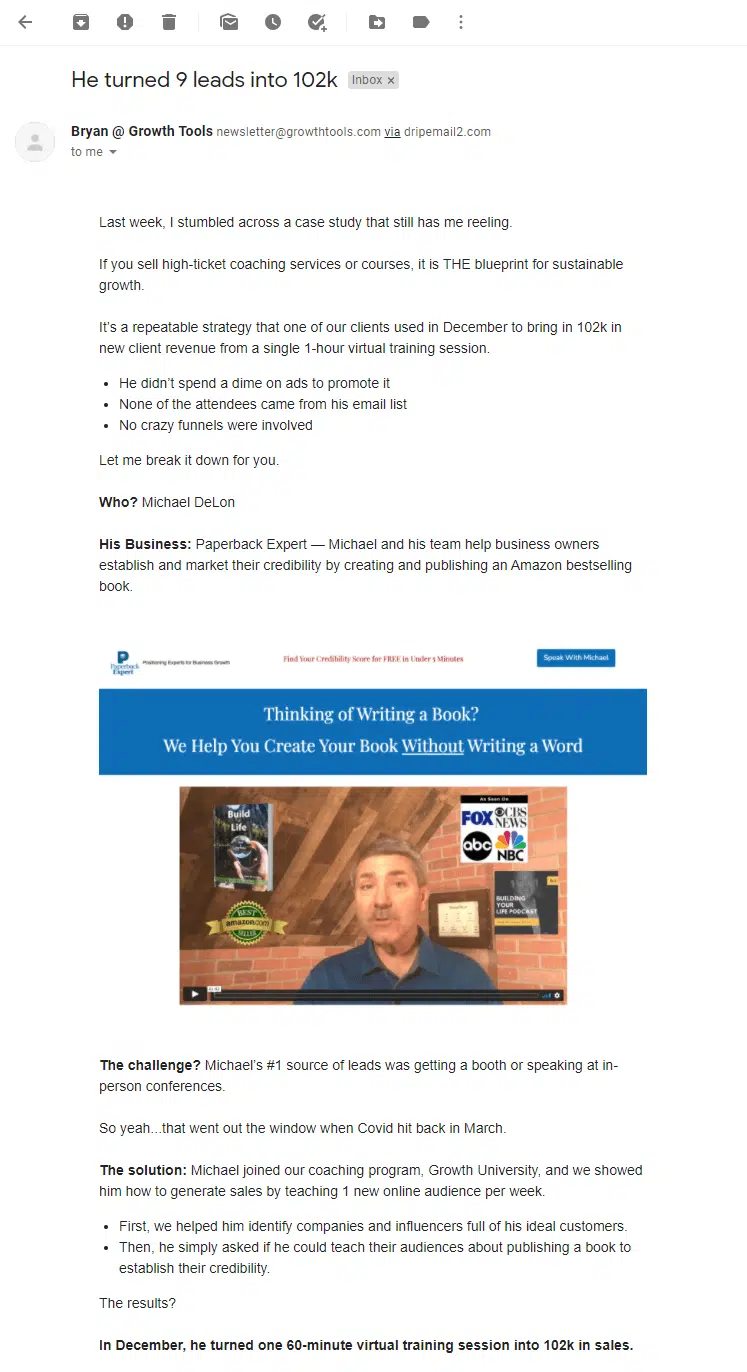 He turned 9 leads into 102k Inbox ×
Bryan @ Growth Tools newsletter@growthtools.com via dripemail2.com
to me
Last week, I stumbled across a case study that still has me reeling.
If you sell high-ticket coaching services or courses, it is THE blueprint for sustainable
growth.
It’s a repeatable strategy that one of our clients used in December to bring in 102k in
new client revenue from a single 1-hour virtual training session.
• He didn’t spend a dime on ads to promote it
• None of the attendees came from his email list
• No crazy funnels were involved
Let me break it down for you.
Who? Michael DeLon
His Business: Paperback Expert — Michael and his team help business owners
establish and market their credibility by creating and publishing an Amazon bestselling
book.
Paperback
Expert
Positioning Experts for Business Growth
Find Your Credibility Score for FREE in Under 5 Minutes
Speak With Michael
Thinking of Writing a Book?
We Help You Create Your Book Without Writing a Word
Build
Life
As Seen On
FOX CBS
NEWS
abc NBC
BEST
amazon.com
SELLER
BUILDING
YOUR
LIFE PODCAST
The challenge? Michael’s #1 source of leads was getting a booth or speaking at in-
person conferences.
So yeah...that went out the window when Covid hit back in March.
The solution: Michael joined our coaching program, Growth University, and we showed
him how to generate sales by teaching 1 new online audience per week.
• First, we helped him identify companies and influencers full of his ideal customers.
• Then, he simply asked if he could teach their audiences about publishing a book to
establish their credibility.
The results?
In December, he turned one 60-minute virtual training session into 102k in sales.